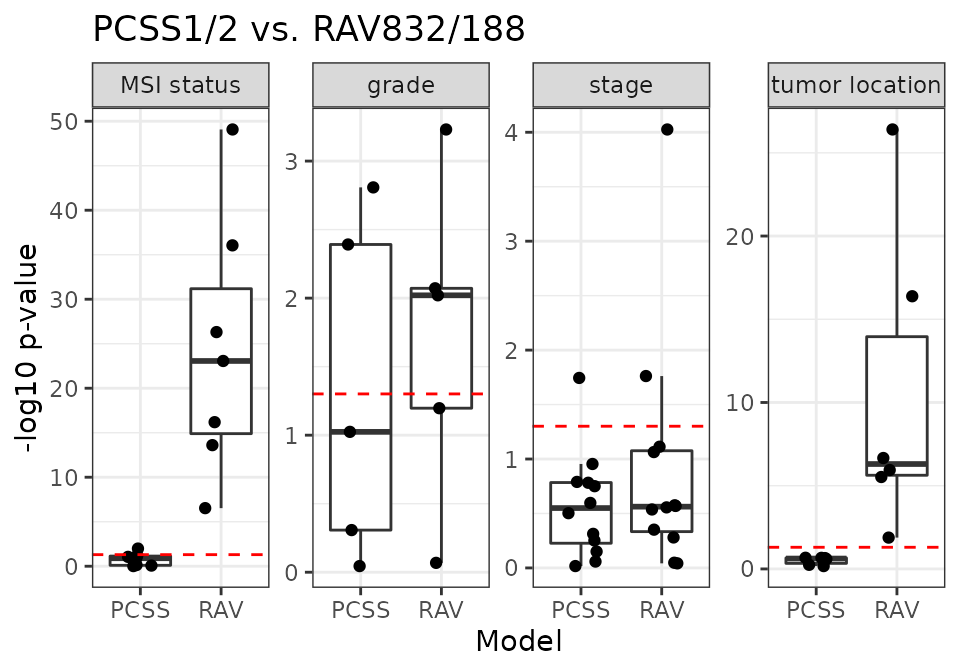 PCSS1/2 vs. RAV832/188
MSI status
grade
stage
tumor location
-log10 p-value
50
40
30
20
10
0
3
2
1
0
4
3
2
1
0
20
10
0
PCSS RAV
PCSS RAV
PCSS RAV
PCSS RAV
Model